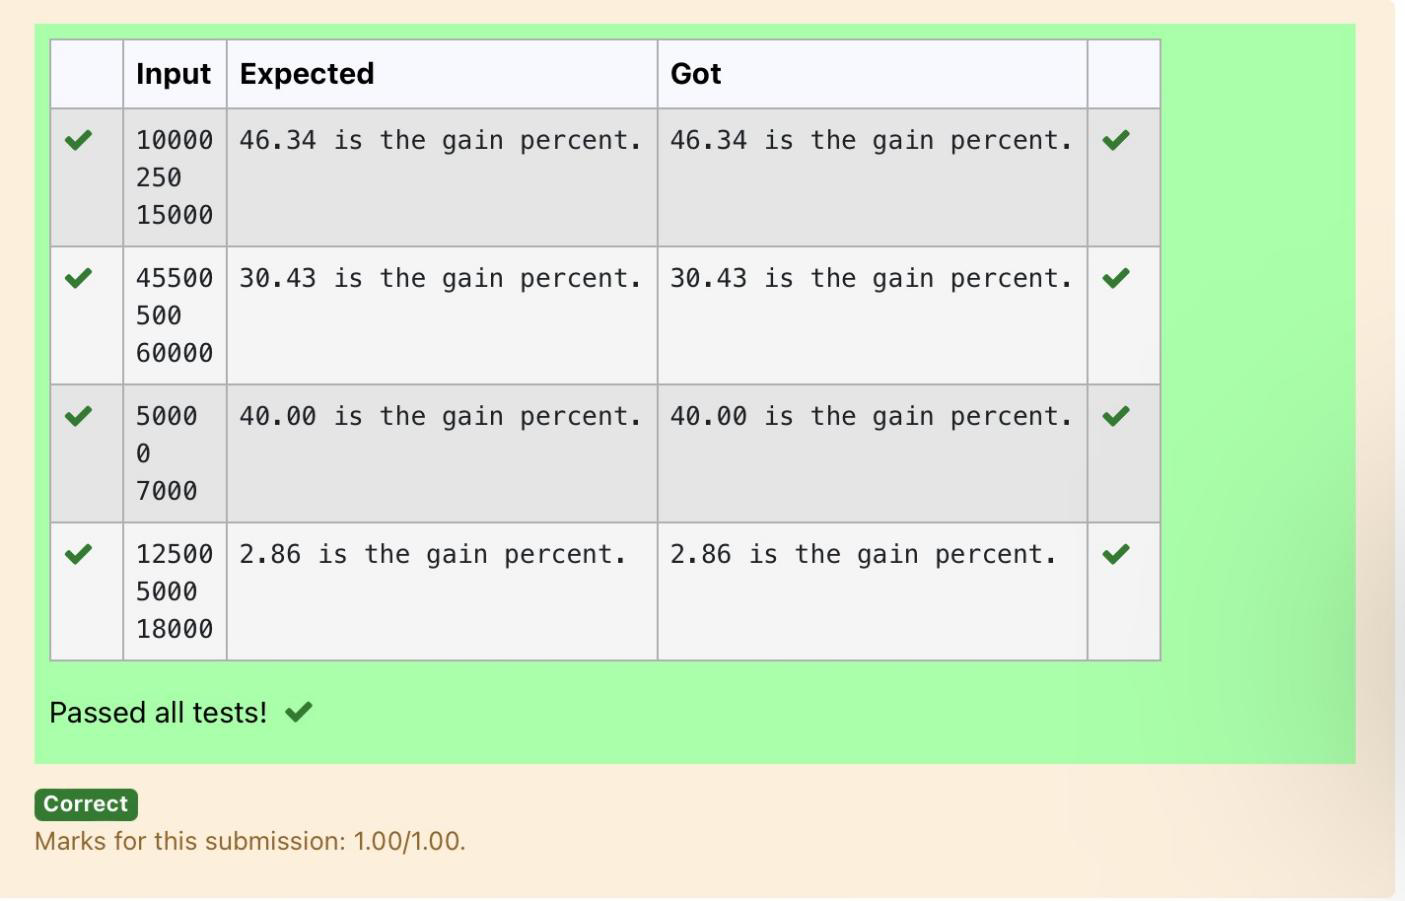 Input Expected Got
10000 46.34 is the gain percent. 46.34 is the gain percent.
250
15000
45500 30.43 is the gain percent. 30.43 is the gain percent.
500
60000
5000 40.00 is the gain percent. 40.00 is the gain percent.
0
7000
12500 2.86 is the gain percent. 2.86 is the gain percent.
5000
18000
Passed all tests!
Correct
Marks for this submission: 1.00/1.00.